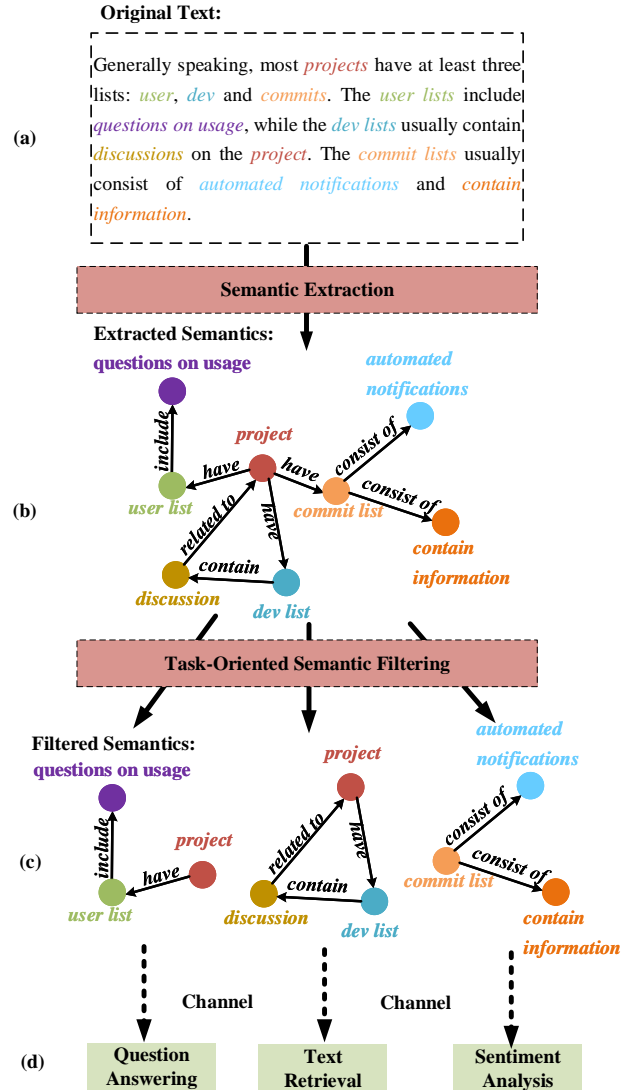 Original Text:
Generally speaking, most projects have at least three
lists: user, dev and commits. The user lists include
questions on usage, while the dev lists usually contain
discussions on the project. The commit lists usually
consist of automated notifications and contain
information.
(a)
Semantic Extraction
Extracted Semantics:
questions on usage
automated
notifications
include
project
consist of
have
have
user list
commit list
consist of
(b)
related to
have
contain
contain
information
discussion
dev list
Task-Oriented Semantic Filtering
Filtered Semantics:
questions on usage
project
automated
notifications
include
project
related to
have
consist of
(c)
have
user list
contain
commit list
consist of
discussion
dev list
contain
information
Channel
Channel
(d)
Question
Answering
Text
Retrieval
Sentiment
Analysis